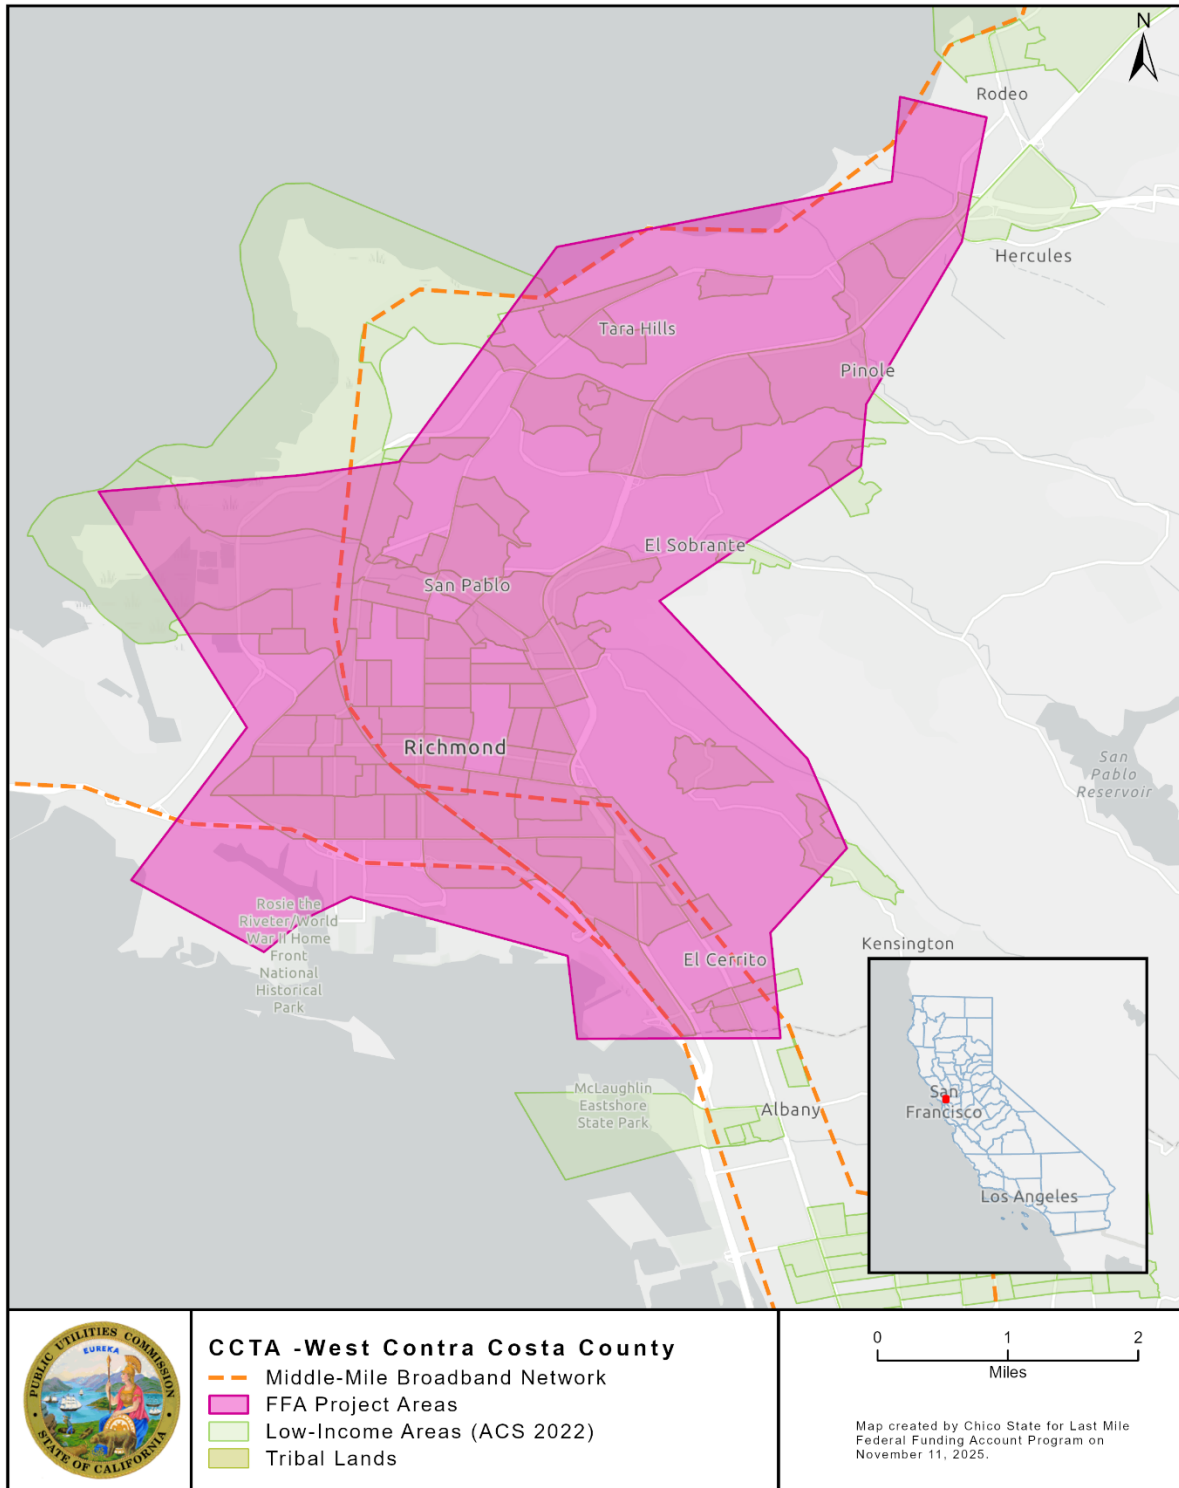 N
Rodeo
Hercules
Tara Hills
Pinole
El Sobrante
San Pablo
Richmond
San
Pablo
Reservoir
Rosie the
Riveter/World
War II Home
Front
National
Historical
Park
El Cerrito
Kensington
McLaughlin
Eastshore
State Park
Albany
San
Francisco
Los Angeles
PUBLIC UTILITIES COMMISSION
EUREKA
STATE OF CALIFORNIA
CCTA -West Contra Costa County
Middle-Mile Broadband Network
FFA Project Areas
Low-Income Areas (ACS 2022)
Tribal Lands
0 1 2
Miles
Map created by Chico State for Last Mile
Federal Funding Account Program on
November 11, 2025.